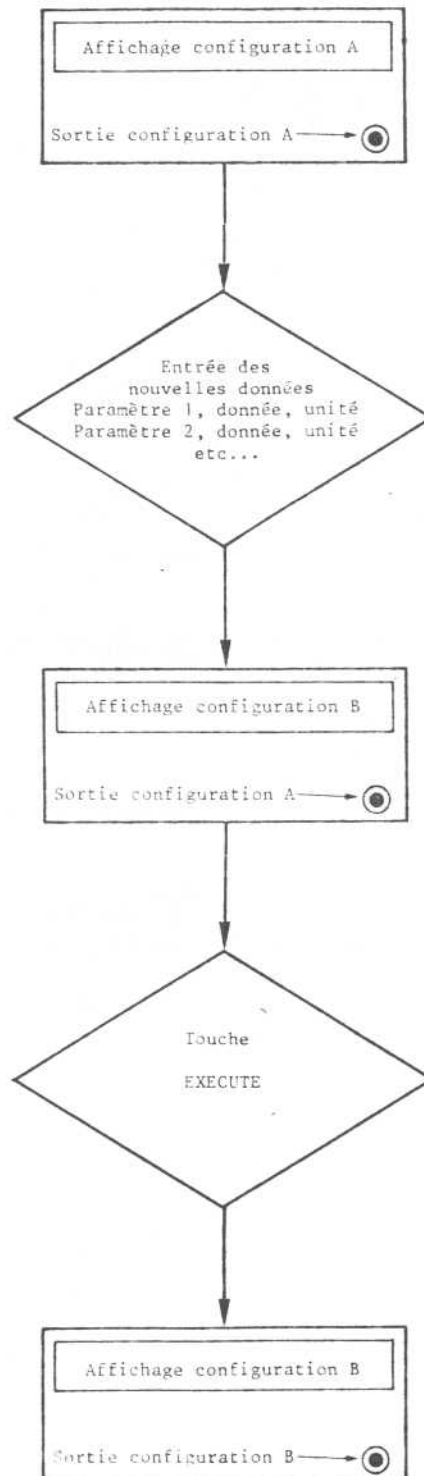 Affichage configuration A
Sortie configuration A
Entrée des
nouvelles données
Paramètre 1, donnée, unité
Paramètre 2, donnée, unité
etc...
Affichage configuration B
Sortie configuration A
Touche
EXECUTE
Affichage configuration B
Sortie configuration B